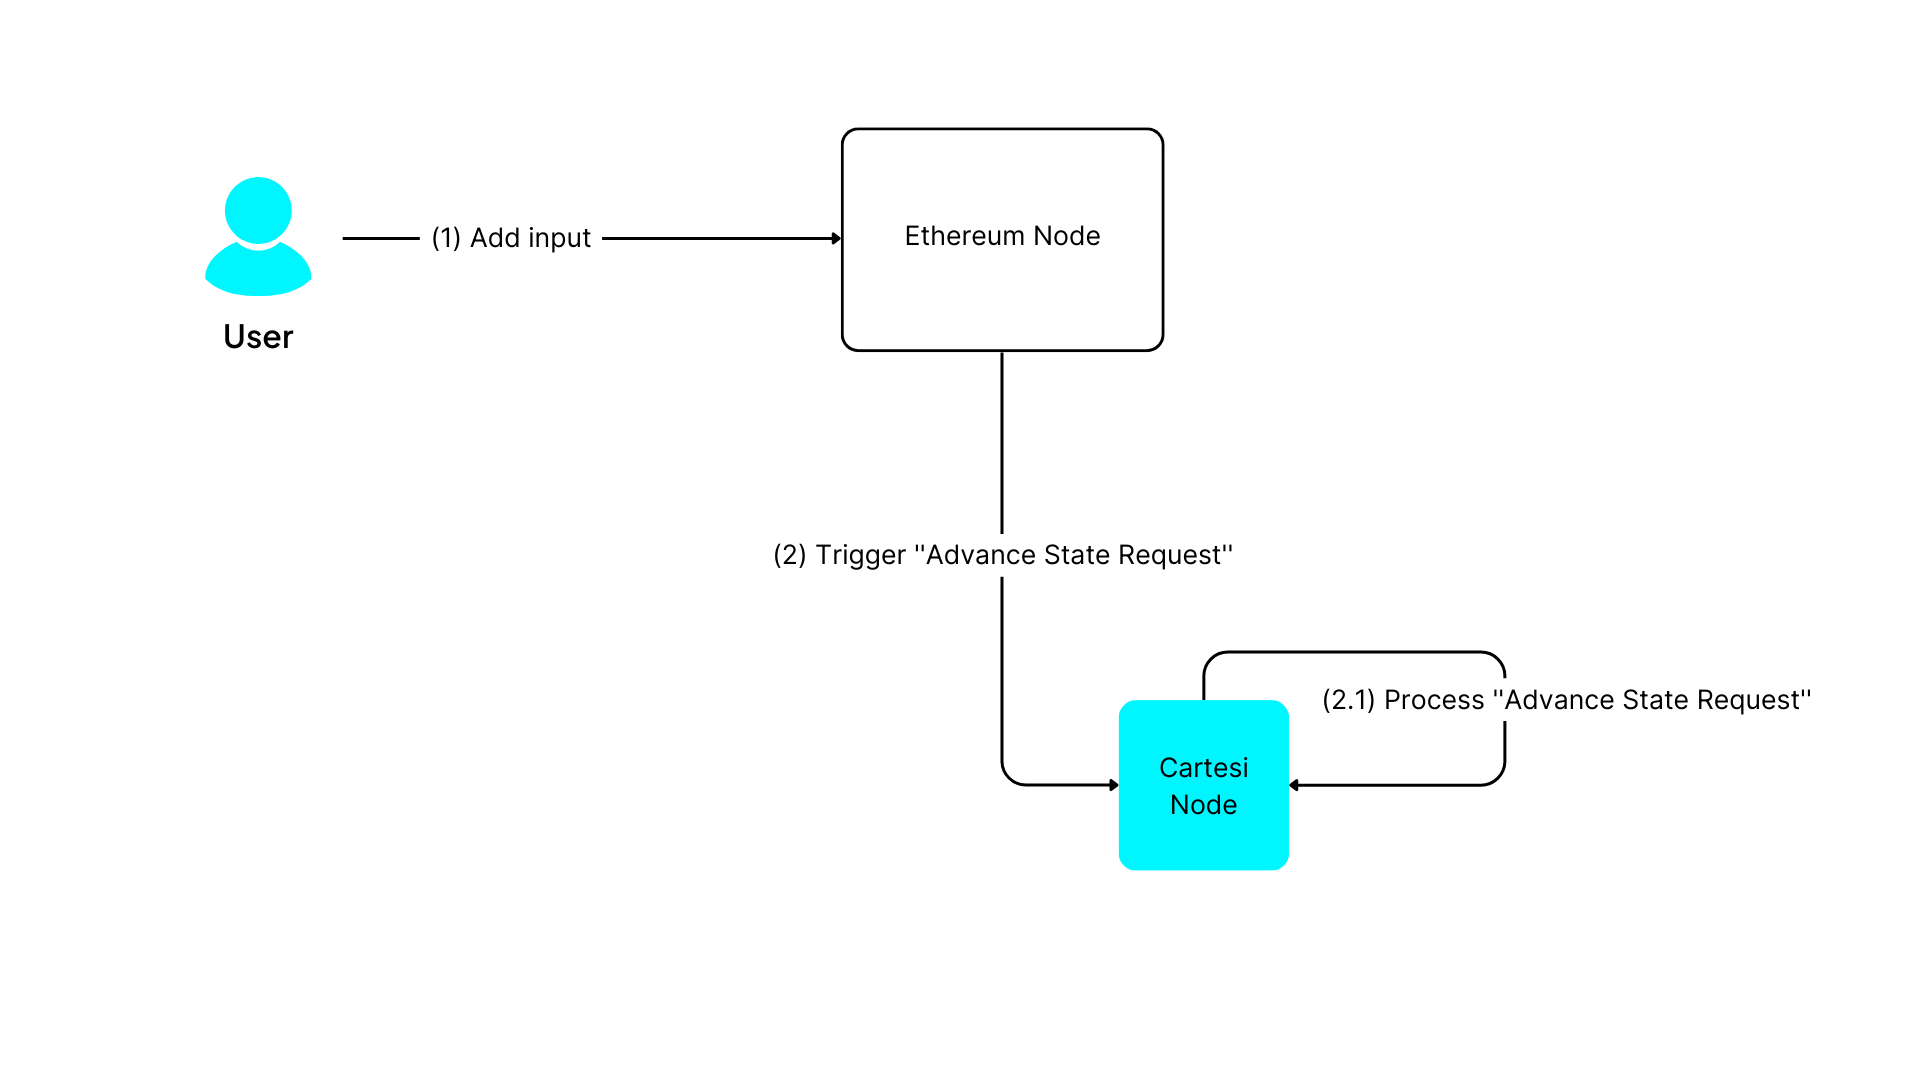 (1) Add input
Ethereum Node
User
(2) Trigger "Advance State Request"
(2.1) Process "Advance State Request"
Cartesi
Node